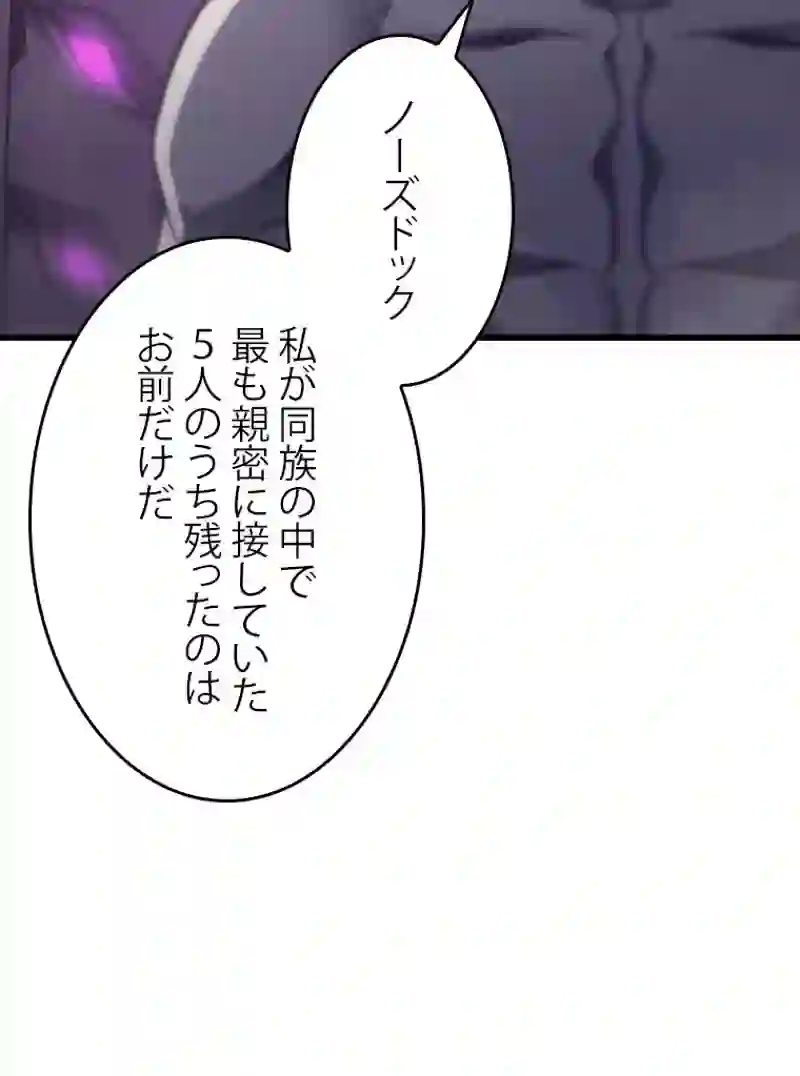 ノーズドック
私が同族の中で
最も親密に接していた
5人のうち残ったのは
お前だけだ